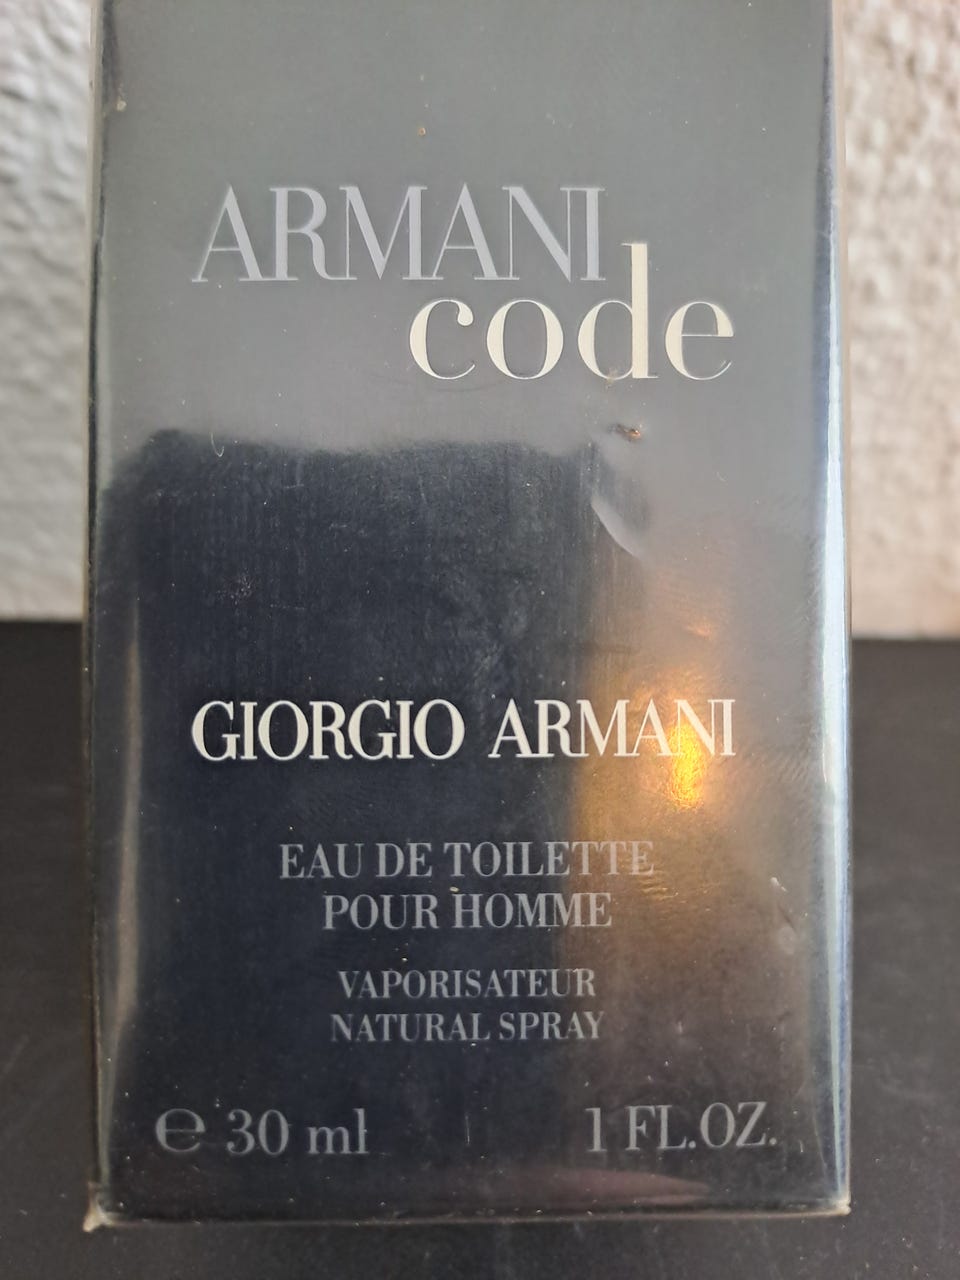 ARMANI
code
GIORGIO ARMANI
EAU DE TOILETTE
POUR HOMME
VAPORISATEUR
NATURAL SPRAY
℮ 30 ml 1 FL.OZ.